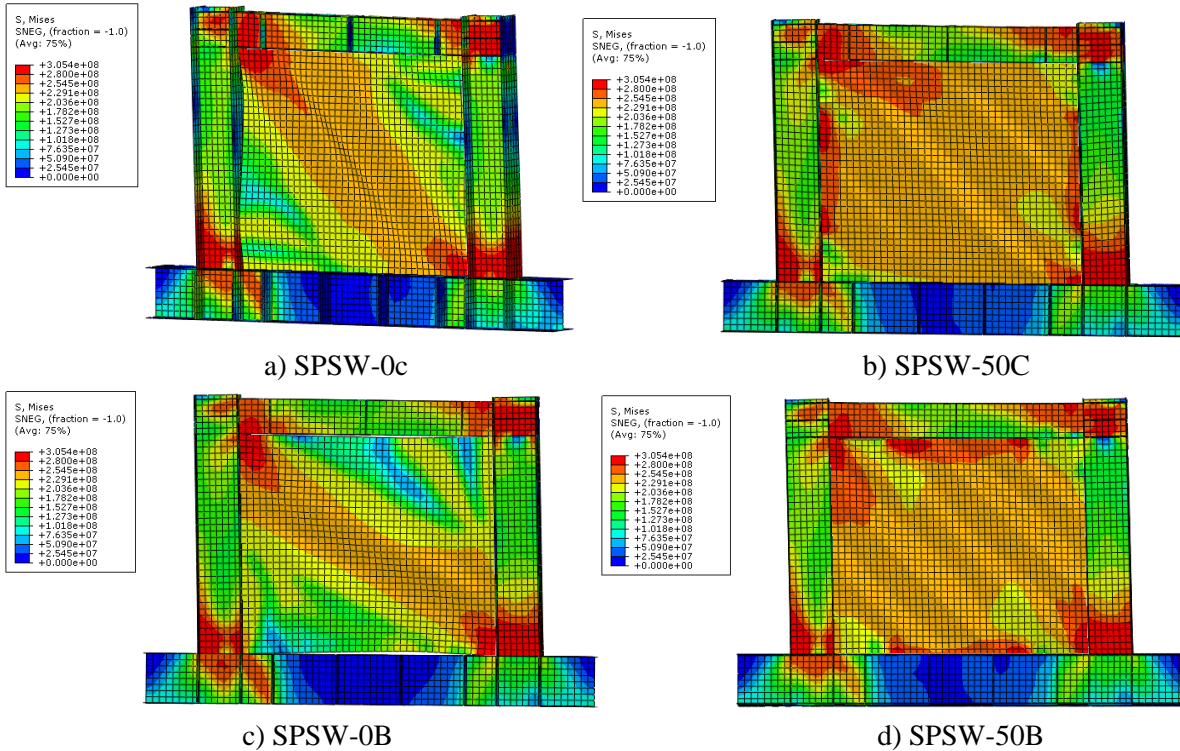 S, Mises
SNEG, (fraction = -1.0)
(Avg: 75%)
+3.054e+08
+2.800e+08
+2.545e+08
+2.291e+08
+2.036e+08
+1.782e+08
+1.527e+08
+1.273e+08
+1.018e+08
+7.635e+07
+5.090e+07
+2.545e+07
+0.000e+00
a) SPSW-0c
S, Mises
SNEG, (fraction = -1.0)
(Avg: 75%)
+3.054e+08
+2.800e+08
+2.545e+08
+2.291e+08
+2.036e+08
+1.782e+08
+1.527e+08
+1.273e+08
+1.018e+08
+7.635e+07
+5.090e+07
+2.545e+07
+0.000e+00
b) SPSW-50C
S, Mises
SNEG, (fraction = -1.0)
(Avg: 75%)
+3.054e+08
+2.800e+08
+2.545e+08
+2.291e+08
+2.036e+08
+1.782e+08
+1.527e+08
+1.273e+08
+1.018e+08
+7.635e+07
+5.090e+07
+2.545e+07
+0.000e+00
c) SPSW-0B
S, Mises
SNEG, (fraction = -1.0)
(Avg: 75%)
+3.054e+08
+2.800e+08
+2.545e+08
+2.291e+08
+2.036e+08
+1.782e+08
+1.527e+08
+1.273e+08
+1.018e+08
+7.635e+07
+5.090e+07
+2.545e+07
+0.000e+00
d) SPSW-50B